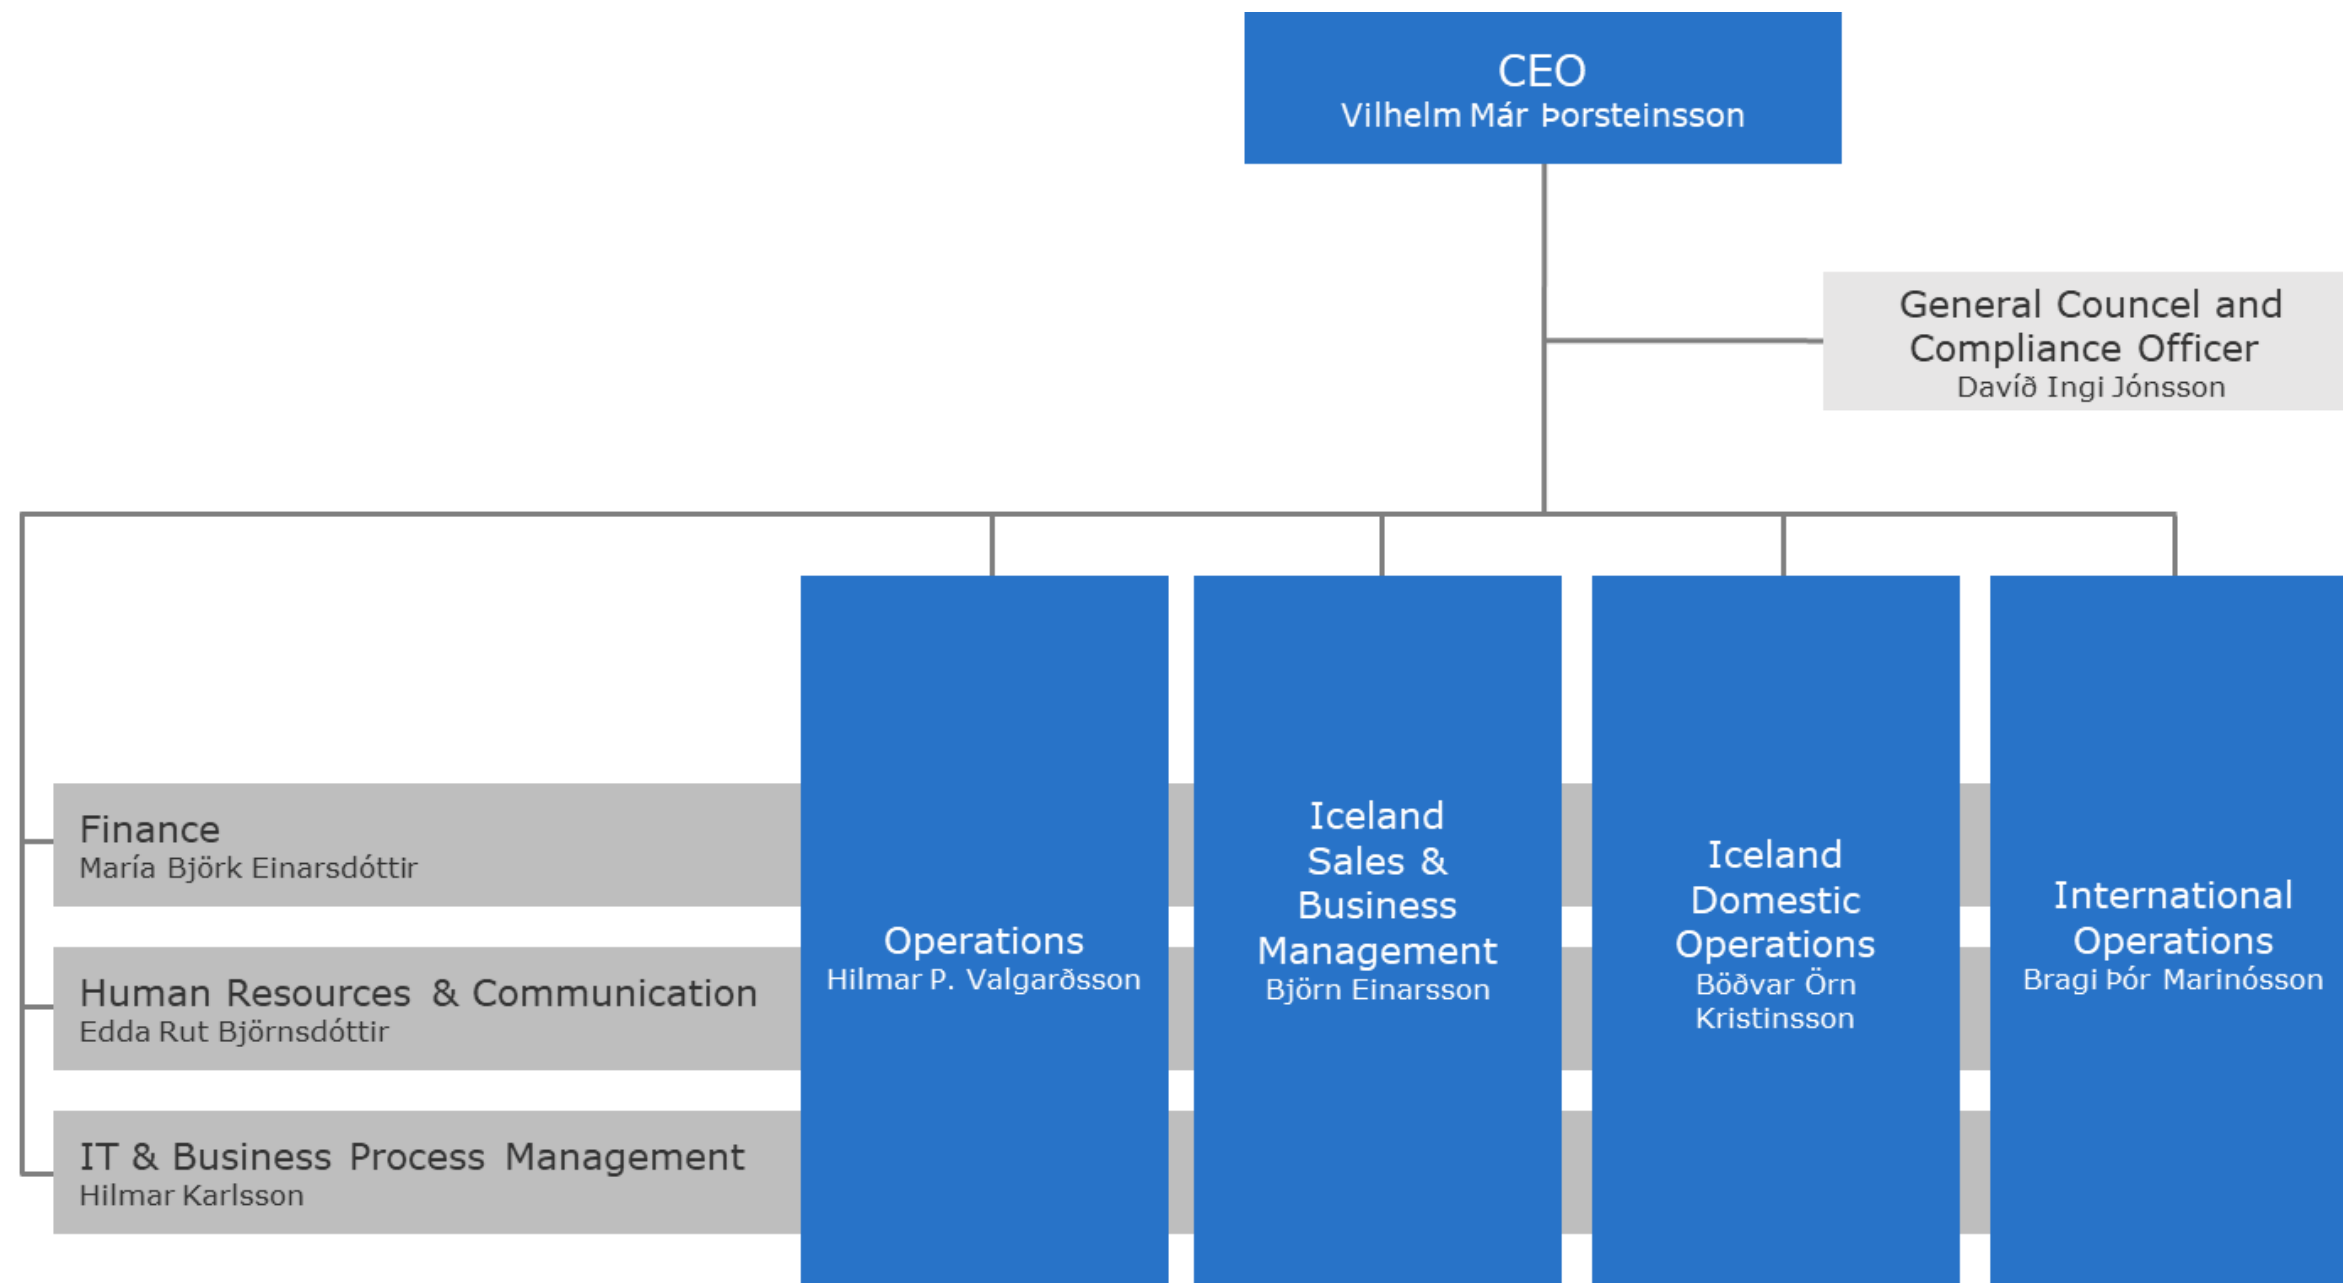 CEO
Vilhelm Már Þorsteinsson
General Councel and
Compliance Officer
Davíð Ingi Jónsson
Finance
María Björk Einarsdóttir
Human Resources & Communication
Edda Rut Björnsdóttir
IT & Business Process Management
Hilmar Karlsson
Operations
Hilmar P. Valgarðsson
Iceland
Sales &
Business
Management
Björn Einarsson
Iceland
Domestic
Operations
Böðvar Örn
Kristinsson
International
Operations
Bragi Þór Marinósson